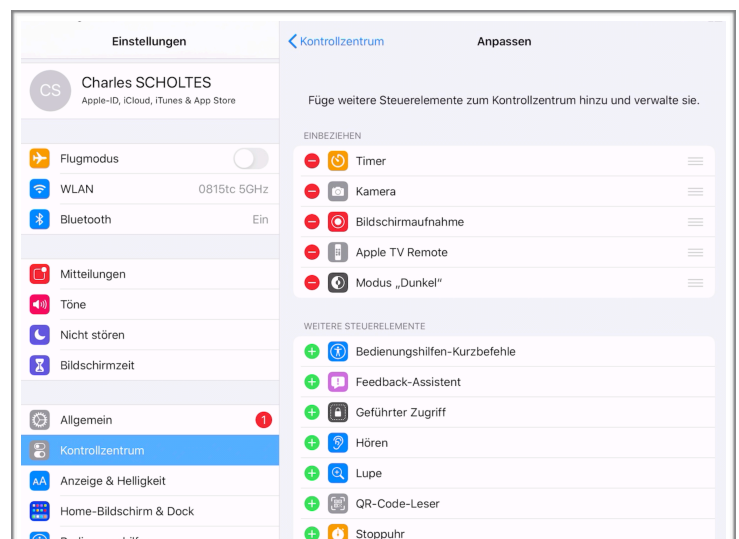 Einstellungen
CS
Charles SCHOLTES
Apple-ID, iCloud, iTunes & App Store
Flugmodus
WLAN 0815tc 5GHz
Bluetooth Ein
Mitteilungen
Töne
Nicht stören
Bildschirmzeit
Allgemein 1
Kontrollzentrum
AA Anzeige & Helligkeit
Home-Bildschirm & Dock
Kontrollzentrum Anpassen
Füge weitere Steuerelemente zum Kontrollzentrum hinzu und verwalte sie.
EINBEZIEHEN
Timer
Kamera
Bildschirmaufnahme
Apple TV Remote
Modus „Dunkel“
WEITERE STEUERELEMENTE
Bedienungshilfen-Kurzbefehle
Feedback-Assistent
Geführter Zugriff
Hören
Lupe
QR-Code-Leser
Stoppuhr